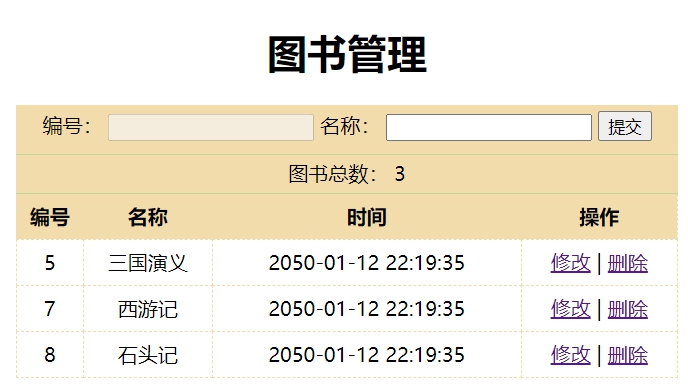 图书管理
编号： 名称： 提交
图书总数： 3
编号 名称 时间 操作
5 三国演义 2050-01-12 22:19:35 修改 | 删除
7 西游记 2050-01-12 22:19:35 修改 | 删除
8 石头记 2050-01-12 22:19:35 修改 | 删除